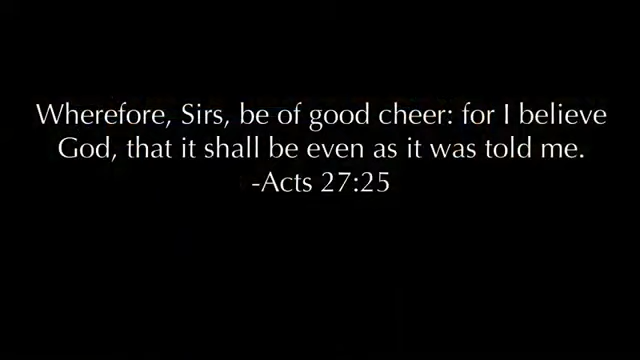 Wherefore, Sirs, be of good cheer: for I believe
God, that it shall be even as it was told me.
-Acts 27:25